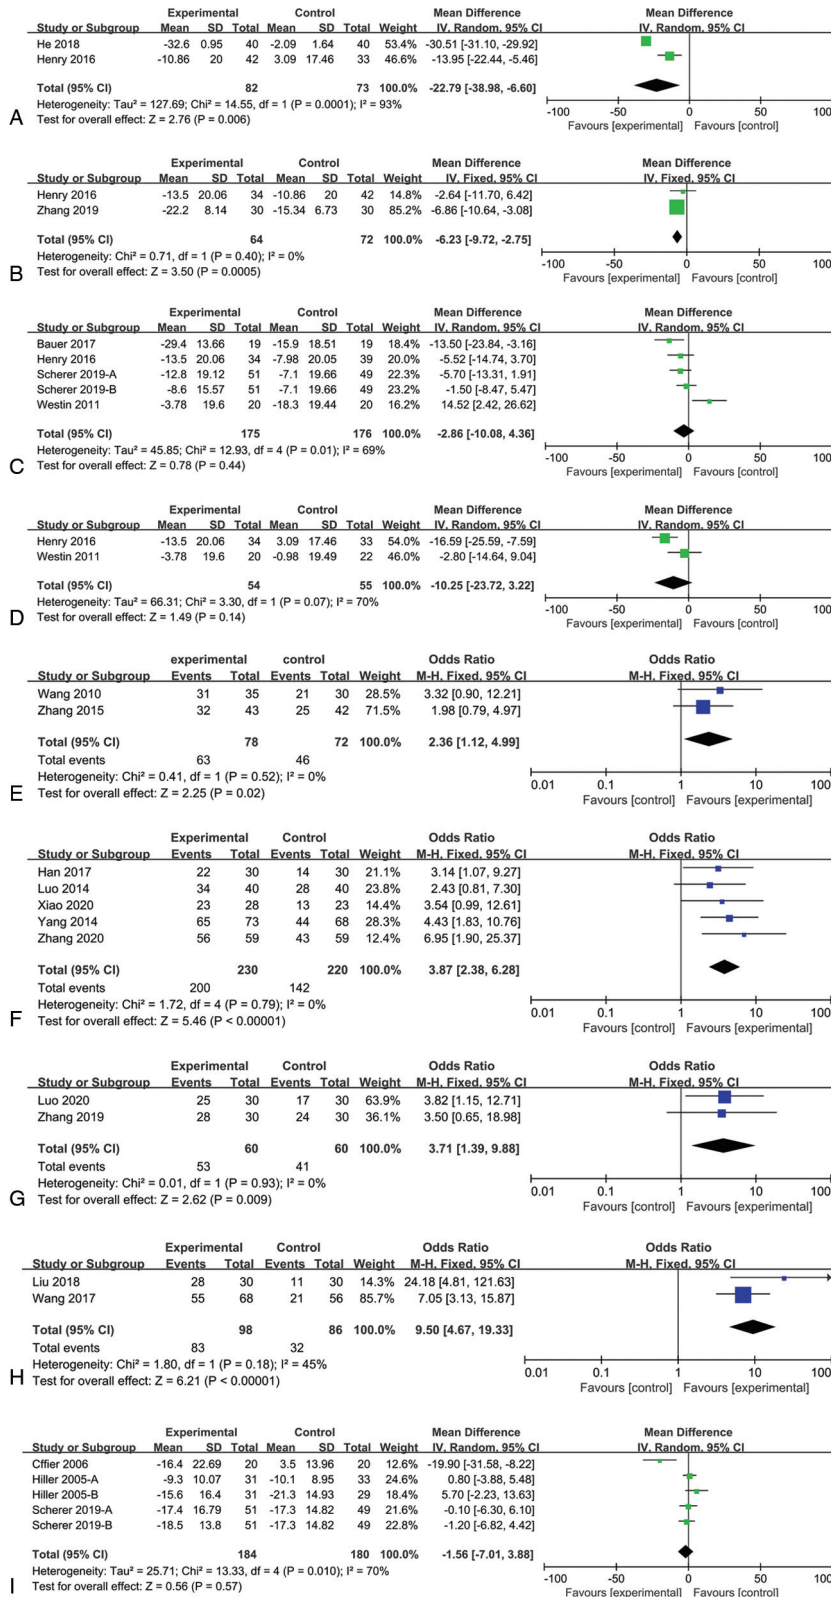 Experimental Control Mean Difference Mean Difference
Study or Subgroup Mean SD Total Mean SD Total Weight IV, Random, 95% CI IV, Random, 95% CI
He 2018 -32.6 0.95 40 -2.09 1.64 40 53.4% -30.51 [-31.10, -29.92]
Henry 2016 -10.86 20 42 3.09 17.46 33 46.6% -13.95 [-22.44, -5.46]
Total (95% CI) 82 73 100.0% -22.79 [-38.98, -6.60]
Heterogeneity: Tau² = 127.69; Chi² = 14.55, df = 1 (P = 0.0001); I² = 93%
Test for overall effect: Z = 2.76 (P = 0.006)
-100 -50 0 50 100
Favours [experimental] Favours [control]
A
Experimental Control Mean Difference Mean Difference
Study or Subgroup Mean SD Total Mean SD Total Weight IV, Fixed, 95% CI IV, Fixed, 95% CI
Henry 2016 -13.5 20.06 34 -10.86 20 42 14.8% -2.64 [-11.70, 6.42]
Zhang 2019 -22.2 8.14 30 -15.34 6.73 30 85.2% -6.86 [-10.64, -3.08]
Total (95% CI) 64 72 100.0% -6.23 [-9.72, -2.75]
Heterogeneity: Chi² = 0.71, df = 1 (P = 0.40); I² = 0%
Test for overall effect: Z = 3.50 (P = 0.0005)
-100 -50 0 50 100
Favours [experimental] Favours [control]
B
Experimental Control Mean Difference Mean Difference
Study or Subgroup Mean SD Total Mean SD Total Weight IV, Random, 95% CI IV, Random, 95% CI
Bauer 2017 -29.4 13.66 19 -15.9 18.51 19 18.4% -13.50 [-23.84, -3.16]
Henry 2016 -13.5 20.06 34 -7.98 20.05 39 20.0% -5.52 [-14.74, 3.70]
Scherer 2019-A -12.8 19.12 51 -7.1 19.66 49 22.3% -5.70 [-13.31, 1.91]
Scherer 2019-B -8.6 15.57 51 -7.1 19.66 49 23.2% -1.50 [-8.47, 5.47]
Westin 2011 -3.78 19.6 20 -18.3 19.44 20 16.2% 14.52 [2.42, 26.62]
Total (95% CI) 175 176 100.0% -2.86 [-10.08, 4.36]
Heterogeneity: Tau² = 45.85; Chi² = 12.93, df = 4 (P = 0.01); I² = 69%
Test for overall effect: Z = 0.78 (P = 0.44)
-100 -50 0 50 100
Favours [experimental] Favours [control]
C
Experimental Control Mean Difference Mean Difference
Study or Subgroup Mean SD Total Mean SD Total Weight IV, Random, 95% CI IV, Random, 95% CI
Henry 2016 -13.5 20.06 34 3.09 17.46 33 54.0% -16.59 [-25.59, -7.59]
Westin 2011 -3.78 19.6 20 -0.98 19.49 22 46.0% -2.80 [-14.64, 9.04]
Total (95% CI) 54 55 100.0% -10.25 [-23.72, 3.22]
Heterogeneity: Tau² = 66.31; Chi² = 3.30, df = 1 (P = 0.07); I² = 70%
Test for overall effect: Z = 1.49 (P = 0.14)
-100 -50 0 50 100
Favours [experimental] Favours [control]
D
experimental control Odds Ratio Odds Ratio
Study or Subgroup Events Total Events Total Weight M-H, Fixed, 95% CI M-H, Fixed, 95% CI
Wang 2010 31 35 21 30 28.5% 3.32 [0.90, 12.21]
Zhang 2015 32 43 25 42 71.5% 1.98 [0.79, 4.97]
Total (95% CI) 78 72 100.0% 2.36 [1.12, 4.99]
Total events 63 46
Heterogeneity: Chi² = 0.41, df = 1 (P = 0.52); I² = 0%
Test for overall effect: Z = 2.25 (P = 0.02)
0.01 0.1 1 10 100
Favours [control] Favours [experimental]
E
Experimental Control Odds Ratio Odds Ratio
Study or Subgroup Events Total Events Total Weight M-H, Fixed, 95% CI M-H, Fixed, 95% CI
Han 2017 22 30 14 30 21.1% 3.14 [1.07, 9.27]
Luo 2014 34 40 28 40 23.8% 2.43 [0.81, 7.30]
Xiao 2020 23 28 13 23 14.4% 3.54 [0.99, 12.61]
Yang 2014 65 73 44 68 28.3% 4.43 [1.83, 10.76]
Zhang 2020 56 59 43 59 12.4% 6.95 [1.90, 25.37]
Total (95% CI) 230 220 100.0% 3.87 [2.38, 6.28]
Total events 200 142
Heterogeneity: Chi² = 1.72, df = 4 (P = 0.79); I² = 0%
Test for overall effect: Z = 5.46 (P < 0.00001)
0.01 0.1 1 10 100
Favours [control] Favours [experimental]
F
Experimental Control Odds Ratio Odds Ratio
Study or Subgroup Events Total Events Total Weight M-H, Fixed, 95% CI M-H, Fixed, 95% CI
Luo 2020 25 30 17 30 63.9% 3.82 [1.15, 12.71]
Zhang 2019 28 30 24 30 36.1% 3.50 [0.65, 18.98]
Total (95% CI) 60 60 100.0% 3.71 [1.39, 9.88]
Total events 53 41
Heterogeneity: Chi² = 0.01, df = 1 (P = 0.93); I² = 0%
Test for overall effect: Z = 2.62 (P = 0.009)
0.01 0.1 1 10 100
Favours [control] Favours [experimental]
G
Experimental Control Odds Ratio Odds Ratio
Study or Subgroup Events Total Events Total Weight M-H, Fixed, 95% CI M-H, Fixed, 95% CI
Liu 2018 28 30 11 30 14.3% 24.18 [4.81, 121.63]
Wang 2017 55 68 21 56 85.7% 7.05 [3.13, 15.87]
Total (95% CI) 98 86 100.0% 9.50 [4.67, 19.33]
Total events 83 32
Heterogeneity: Chi² = 1.80, df = 1 (P = 0.18); I² = 45%
Test for overall effect: Z = 6.21 (P < 0.00001)
0.01 0.1 1 10 100
Favours [control] Favours [experimental]
H
Experimental Control Mean Difference Mean Difference
Study or Subgroup Mean SD Total Mean SD Total Weight IV, Random, 95% CI IV, Random, 95% CI
Cffier 2006 -16.4 22.69 20 3.5 13.96 20 12.6% -19.90 [-31.58, -8.22]
Hiller 2005-A -9.3 10.07 31 -10.1 8.95 33 24.6% 0.80 [-3.88, 5.48]
Hiller 2005-B -15.6 16.4 31 -21.3 14.93 29 18.4% 5.70 [-2.23, 13.63]
Scherer 2019-A -17.4 16.79 51 -17.3 14.82 49 21.6% -0.10 [-6.30, 6.10]
Scherer 2019-B -18.5 13.8 51 -17.3 14.82 49 22.8% -1.20 [-6.82, 4.42]
Total (95% CI) 184 180 100.0% -1.56 [-7.01, 3.88]
Heterogeneity: Tau² = 25.71; Chi² = 13.33, df = 4 (P = 0.010); I² = 70%
Test for overall effect: Z = 0.56 (P = 0.57)
-100 -50 0 50 100
Favours [experimental] Favours [control]
I